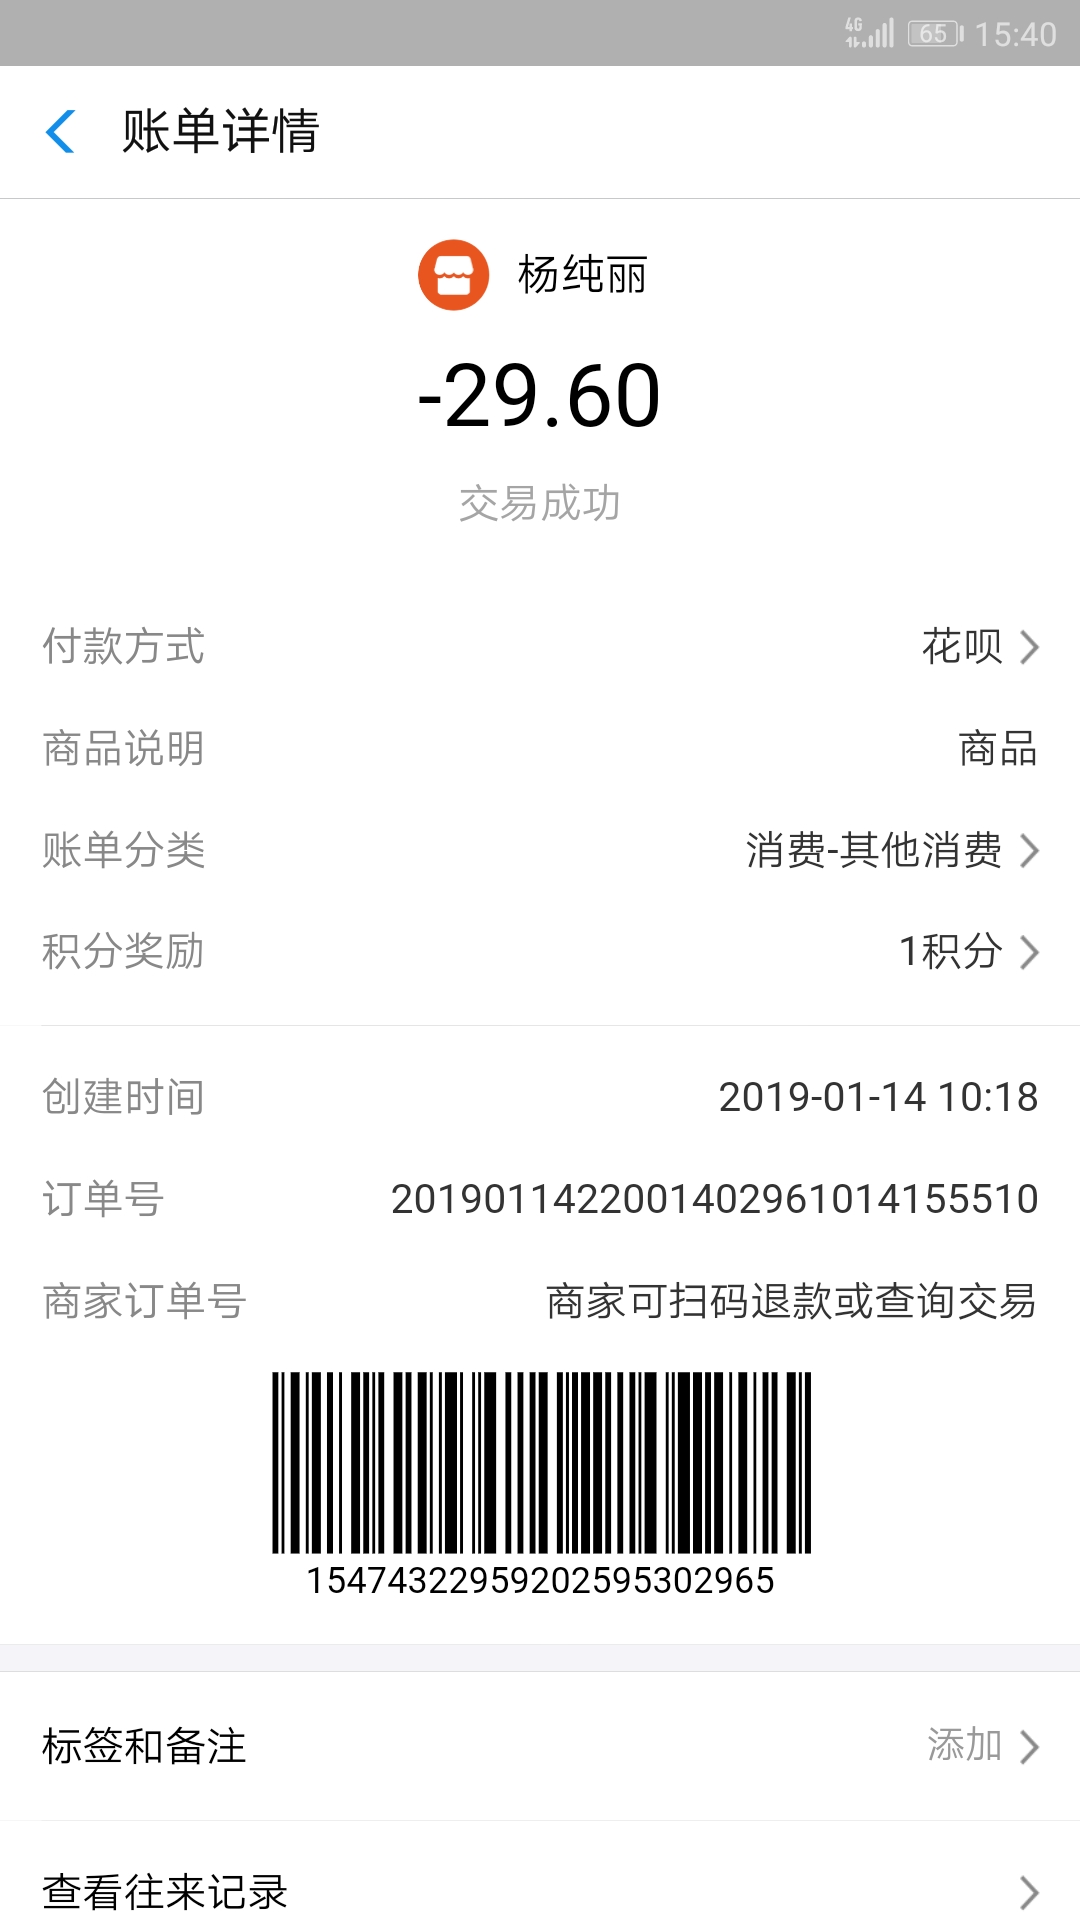 4G 65 15:40
账单详情
杨纯丽
-29.60
交易成功
付款方式 花呗
商品说明 商品
账单分类 消费-其他消费
积分奖励 1积分
创建时间 2019-01-14 10:18
订单号 2019011422001402961014155510
商家订单号 商家可扫码退款或查询交易
15474322959202595302965
标签和备注 添加
查看往来记录